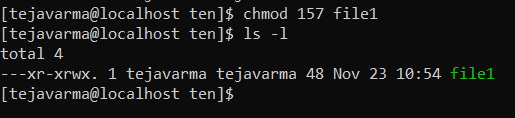 [tejavarma@localhost ten]$ chmod 157 file1
[tejavarma@localhost ten]$ ls -l
total 4
---xr-xrwx. 1 tejavarma tejavarma 48 Nov 23 10:54 file1
[tejavarma@localhost ten]$